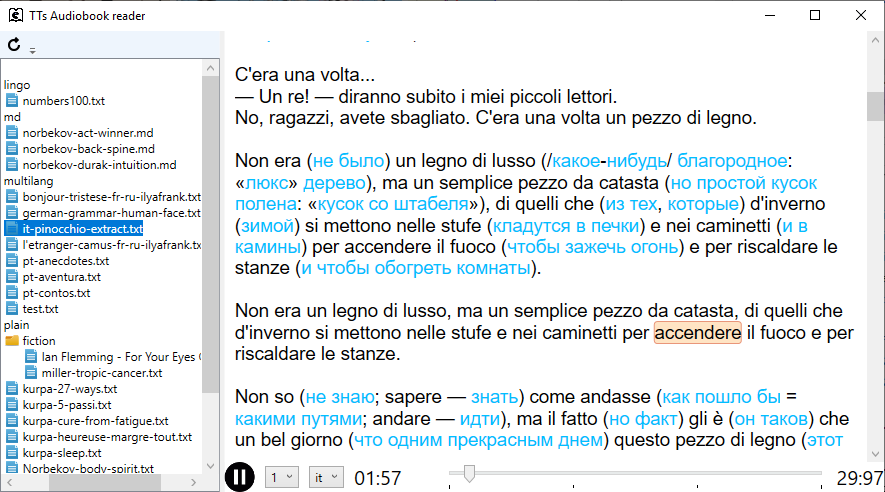 TTs Audiobook reader
lingo
numbers100.txt
md
norbekov-act-winner.md
norbekov-back-spine.md
norbekov-durak-intuition.md
multilang
bonjour-tristese-fr-ru-ilyafrank.txt
german-grammar-human-face.txt
it-pinocchio-extract.txt
l'etranger-camus-fr-ru-ilyafrank.tx
pt-anecdotes.txt
pt-aventura.txt
pt-contos.txt
test.txt
plain
fiction
Ian Flemming - For Your Eyes
miller-tropic-cancer.txt
kurpa-27-ways.txt
kurpa-5-passi.txt
kurpa-cure-from-fatigue.txt
kurpa-heureuse-margre-tout.txt
kurpa-sleep.txt
Norbekov-body-spirit.txt
C'era una volta...
— Un re! — diranno subito i miei piccoli lettori.
No, ragazzi, avete sbagliato. C'era una volta un pezzo di legno.
Non era (не было) un legno di lusso (/какое-нибудь/ благородное:
«люкс» дерево), ma un semplice pezzo da catasta (но простой кусок
полена: «кусок со штабеля»), di quelli che (из тех, которые) d'inverno
(зимой) si mettono nelle stufe (кладутся в печки) e nei caminetti (и в
камины) per accendere il fuoco (чтобы зажечь огонь) e per riscaldare le
stanze (и чтобы обогреть комнаты).
Non era un legno di lusso, ma un semplice pezzo da catasta, di quelli che
d'inverno si mettono nelle stufe e nei caminetti per accendere il fuoco e per
riscaldare le stanze.
Non so (не знаю; sapere — знать) come andasse (как пошло бы =
какими путями; andare — идти), ma il fatto (но факт) gli è (он таков) che
un bel giorno (что одним прекрасным днем) questo pezzo di legno (этот
1 it 01:57 29:97